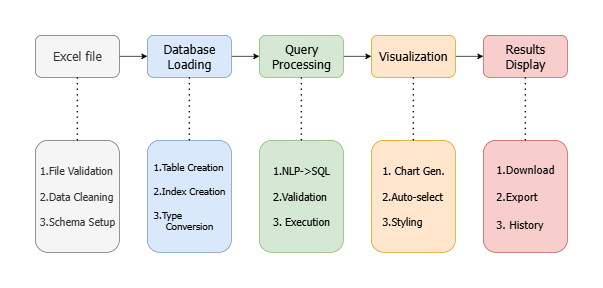 Excel file
Database
Loading
Query
Processing
Visualization
Results
Display
1.File Validation
2.Data Cleaning
3.Schema Setup
1.Table Creation
2.Index Creation
3.Type
Conversion
1.NLP->SQL
2.Validation
3. Execution
1. Chart Gen.
2.Auto-select
3.Styling
1.Download
2.Export
3. History